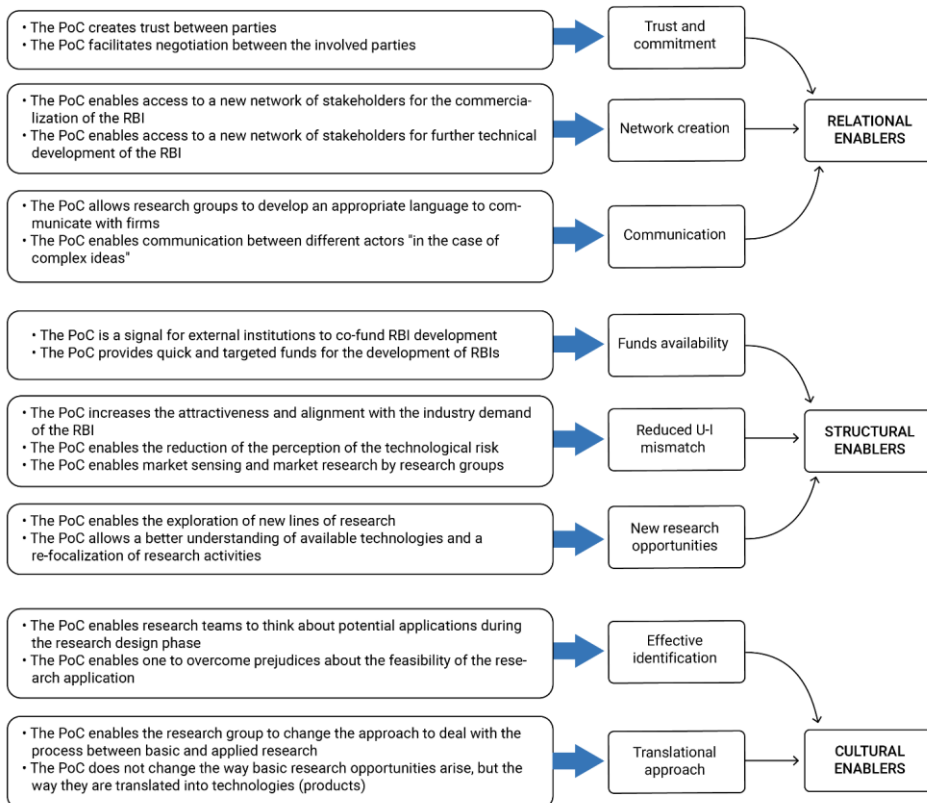 • The PoC creates trust between parties
• The PoC facilitates negotiation between the involved parties
Trust and
commitment
• The PoC enables access to a new network of stakeholders for the commercia-
lization of the RBI
• The PoC enables access to a new network of stakeholders for further technical
development of the RBI
Network creation
RELATIONAL
ENABLERS
• The PoC allows research groups to develop an appropriate language to com-
municate with firms
• The PoC enables communication between different actors "in the case of
complex ideas"
Communication
• The PoC is a signal for external institutions to co-fund RBI development
• The PoC provides quick and targeted funds for the development of RBIs
Funds availability
• The PoC increases the attractiveness and alignment with the industry demand
of the RBI
• The PoC enables the reduction of the perception of the technological risk
• The PoC enables market sensing and market research by research groups
Reduced U-I
mismatch
STRUCTURAL
ENABLERS
• The PoC enables the exploration of new lines of research
• The PoC allows a better understanding of available technologies and a
re-focalization of research activities
New research
opportunities
• The PoC enables research teams to think about potential applications during
the research design phase
• The PoC enables one to overcome prejudices about the feasibility of the rese-
arch application
Effective
identification
• The PoC enables the research group to change the approach to deal with the
process between basic and applied research
• The PoC does not change the way basic research opportunities arise, but the
way they are translated into technologies (products)
Translational
approach
CULTURAL
ENABLERS